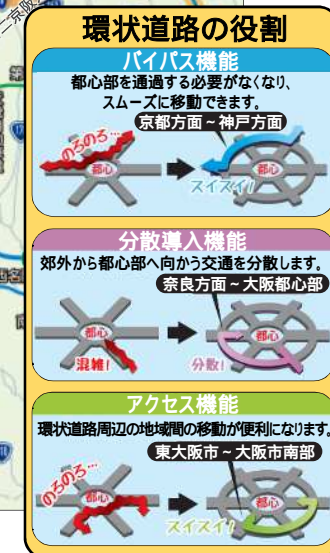 環状道路の役割
バイパス機能
都心部を通過する必要がなくなり、
スムーズに移動できます。
京都方面~神戸方面
のろのろ…
都心
都心
スイスイ!
分散導入機能
郊外から都心部へ向かう交通を分散します。
奈良方面~大阪都心部
都心
都心
混雑!
分散!
アクセス機能
環状道路周辺の地域間の移動が便利になります。
東大阪市~大阪市南部
のろのろ…
都心
都心
スイスイ!